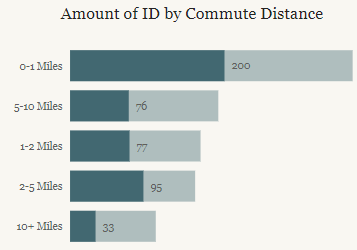 Amount of ID by Commute Distance
0-1 Miles 200
5-10 Miles 76
1-2 Miles 77
2-5 Miles 95
10+ Miles 33